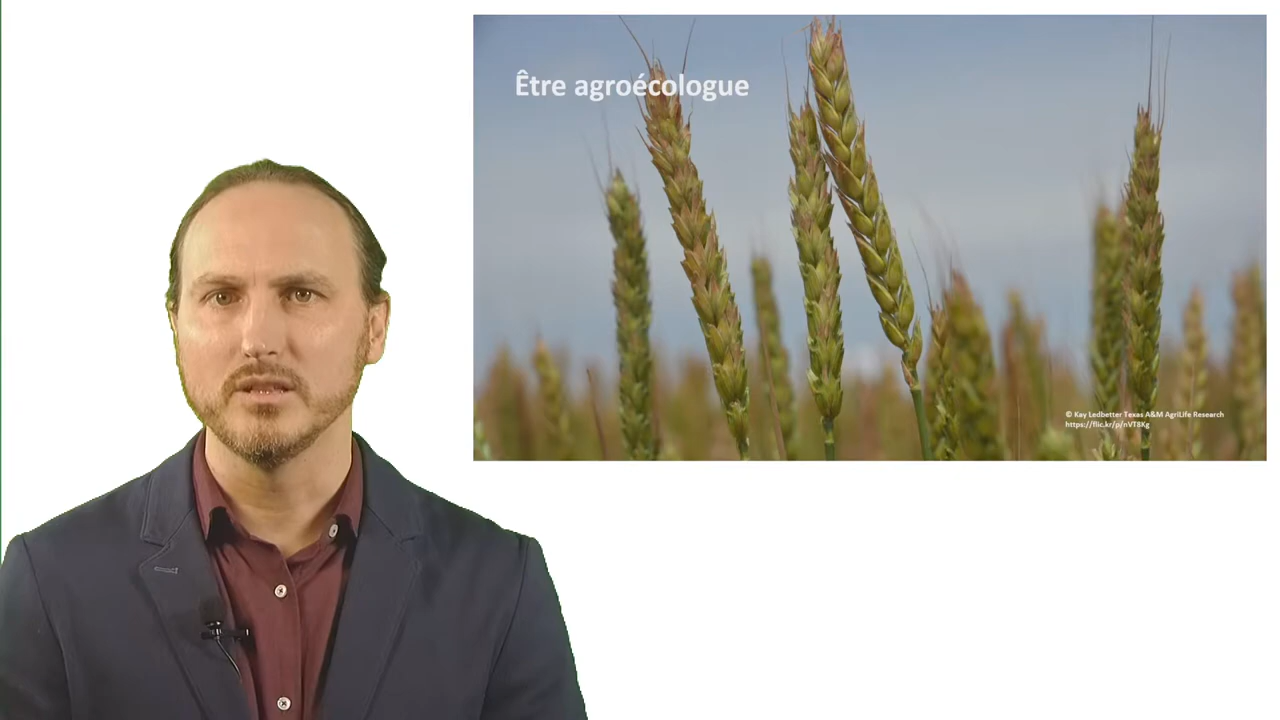 Être agroécologue
© Kay Ledbetter Texas A&M AgriLife Research
https://flic.kr/p/nVT8Kg